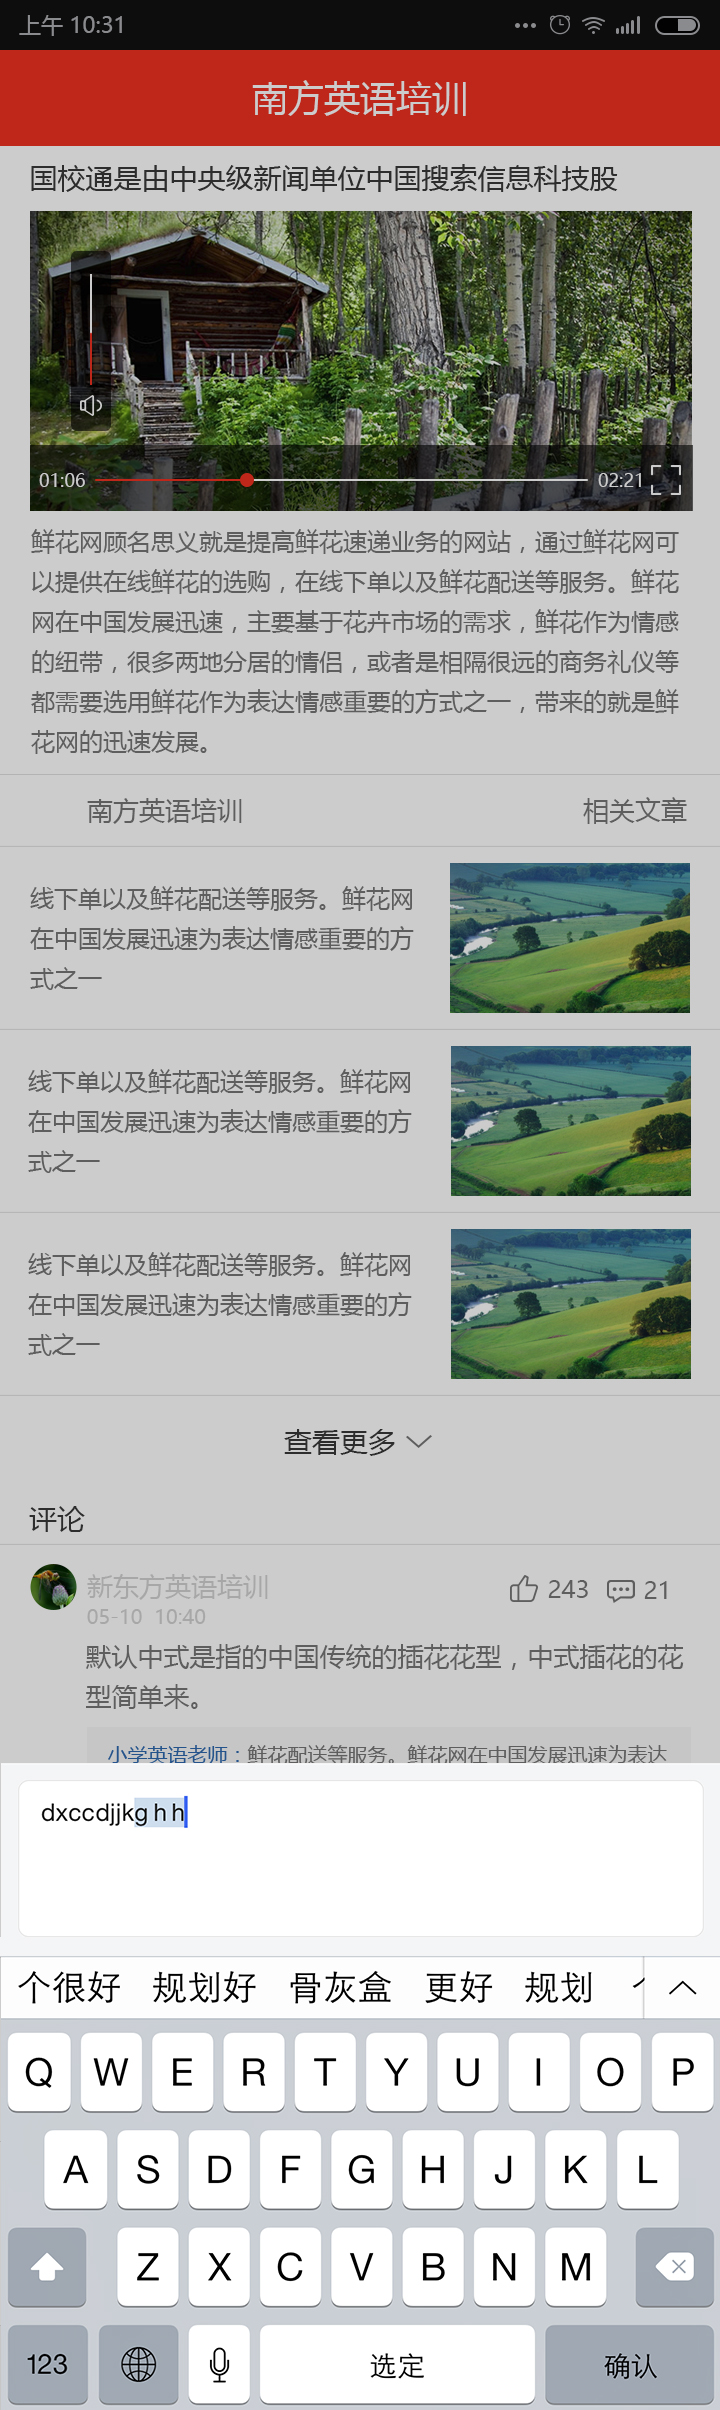 上午 10:31
南方英语培训
国校通是由中央级新闻单位中国搜索信息科技股
01:06
02:21
鲜花网顾名思义就是提高鲜花速递业务的网站，通过鲜花网可
以提供在线鲜花的选购，在线下单以及鲜花配送等服务。鲜花
网在中国发展迅速，主要基于花卉市场的需求，鲜花作为情感
的纽带，很多两地分居的情侣，或者是相隔很远的商务礼仪等
都需要选用鲜花作为表达情感重要的方式之一，带来的就是鲜
花网的迅速发展。
南方英语培训 相关文章
线下单以及鲜花配送等服务。鲜花网
在中国发展迅速为表达情感重要的方
式之一
线下单以及鲜花配送等服务。鲜花网
在中国发展迅速为表达情感重要的方
式之一
线下单以及鲜花配送等服务。鲜花网
在中国发展迅速为表达情感重要的方
式之一
查看更多
评论
新东方英语培训 243 21
05-10 10:40
默认中式是指的中国传统的插花花型，中式插花的花
型简单来。
小学英语老师：鲜花配送等服务。鲜花网在中国发展迅速为表达
dxccdjjkg h h
个很好 规划好 骨灰盒 更好 规划
Q W E R T Y U I O P
A S D F G H J K L
Z X C V B N M
123 选定 确认